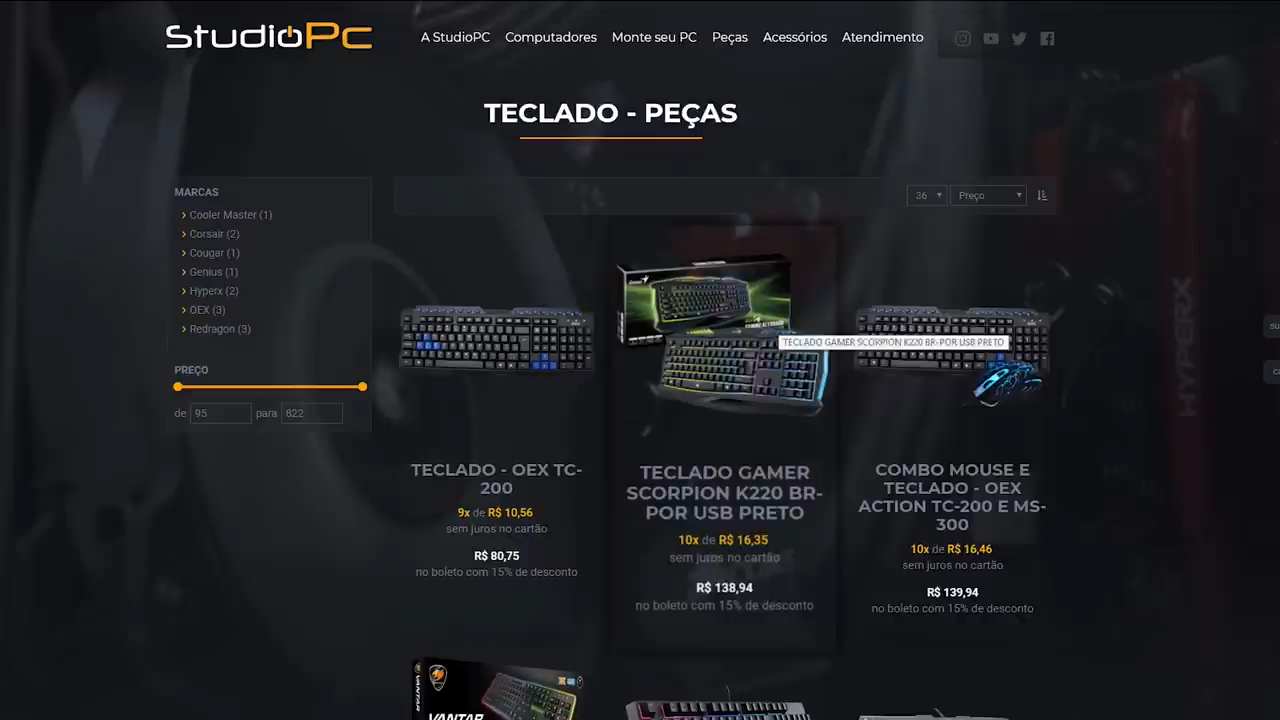 StudioPc
A StudioPC Computadores Monte seu PC Peças Acessórios Atendimento
TECLADO - PEÇAS
MARCAS
Cooler Master (1)
Corsair (2)
Cougar (1)
Genius (1)
Hyperx (2)
OEX (3)
Redragon (3)
PREÇO
de 95 para 822
36 Preço
TECLADO GAMER SCORPION K220 BR-POR USB PRETO
HYPERX
TECLADO - OEX TC-
200
9x de R$ 10,56
sem juros no cartão
R$ 80,75
no boleto com 15% de desconto
TECLADO GAMER
SCORPION K220 BR-
POR USB PRETO
10x de R$ 16,35
sem juros no cartão
R$ 138,94
no boleto com 15% de desconto
COMBO MOUSE E
TECLADO - OEX
ACTION TC-200 E MS-
300
10x de R$ 16,46
sem juros no cartão
R$ 139,94
no boleto com 15% de desconto
VANTAR
VANTAR